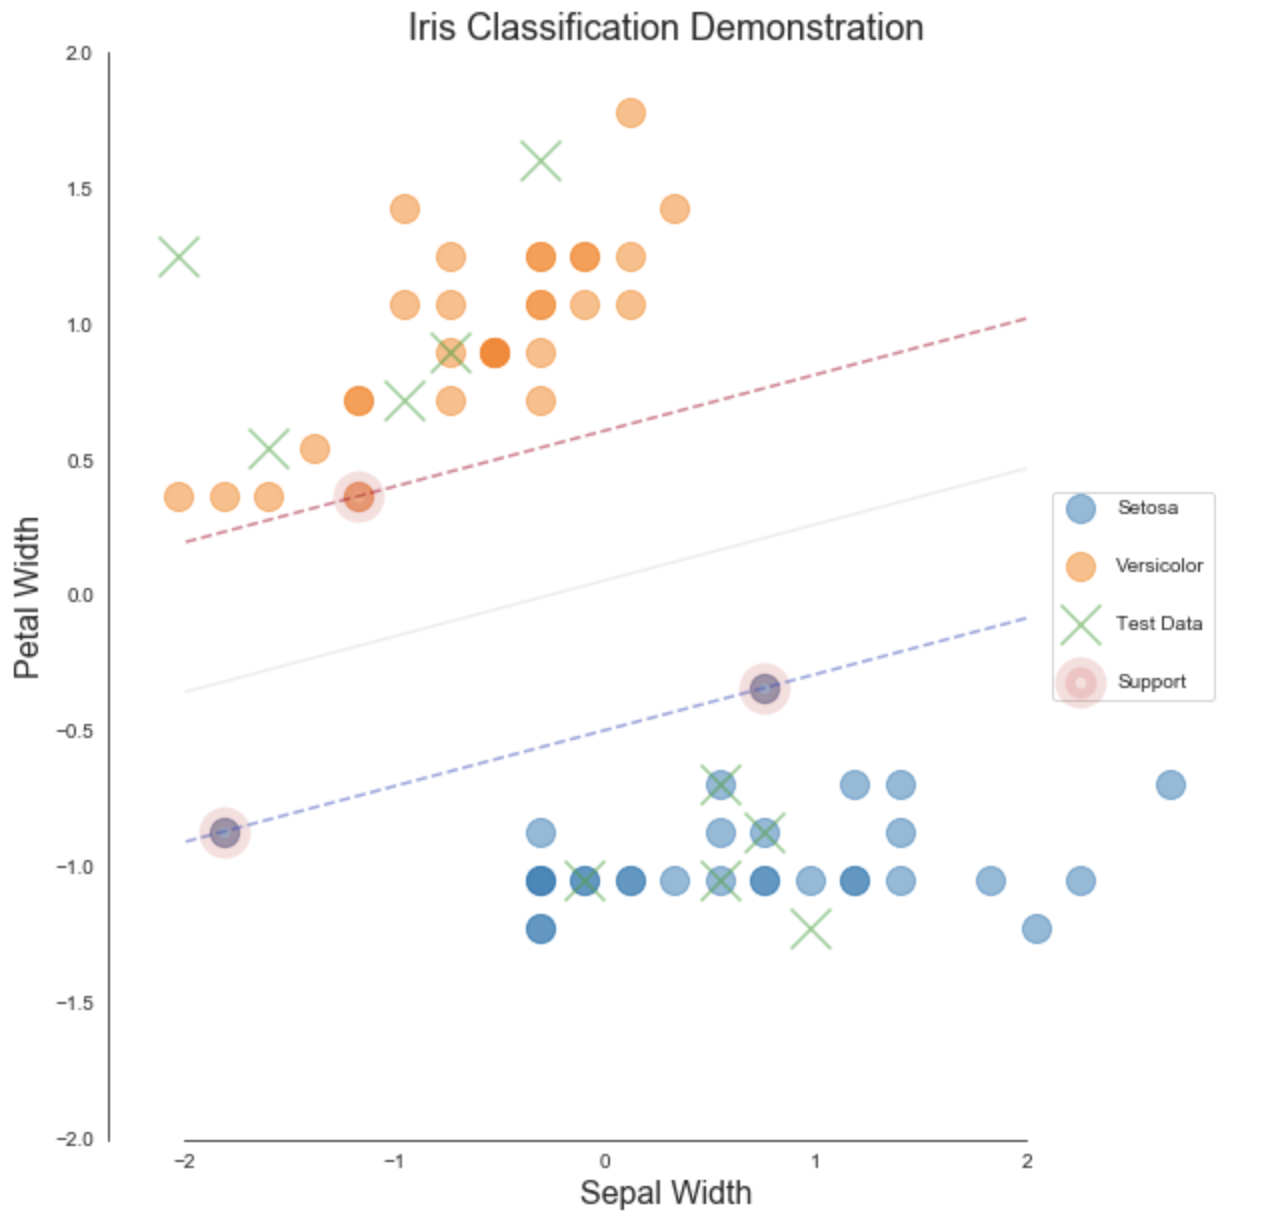 Iris Classification Demonstration
2.0
1.5
1.0
0.5
0.0
−0.5
−1.0
−1.5
−2.0
Petal Width
Setosa
Versicolor
Test Data
Support
−2
−1
0
1
2
Sepal Width